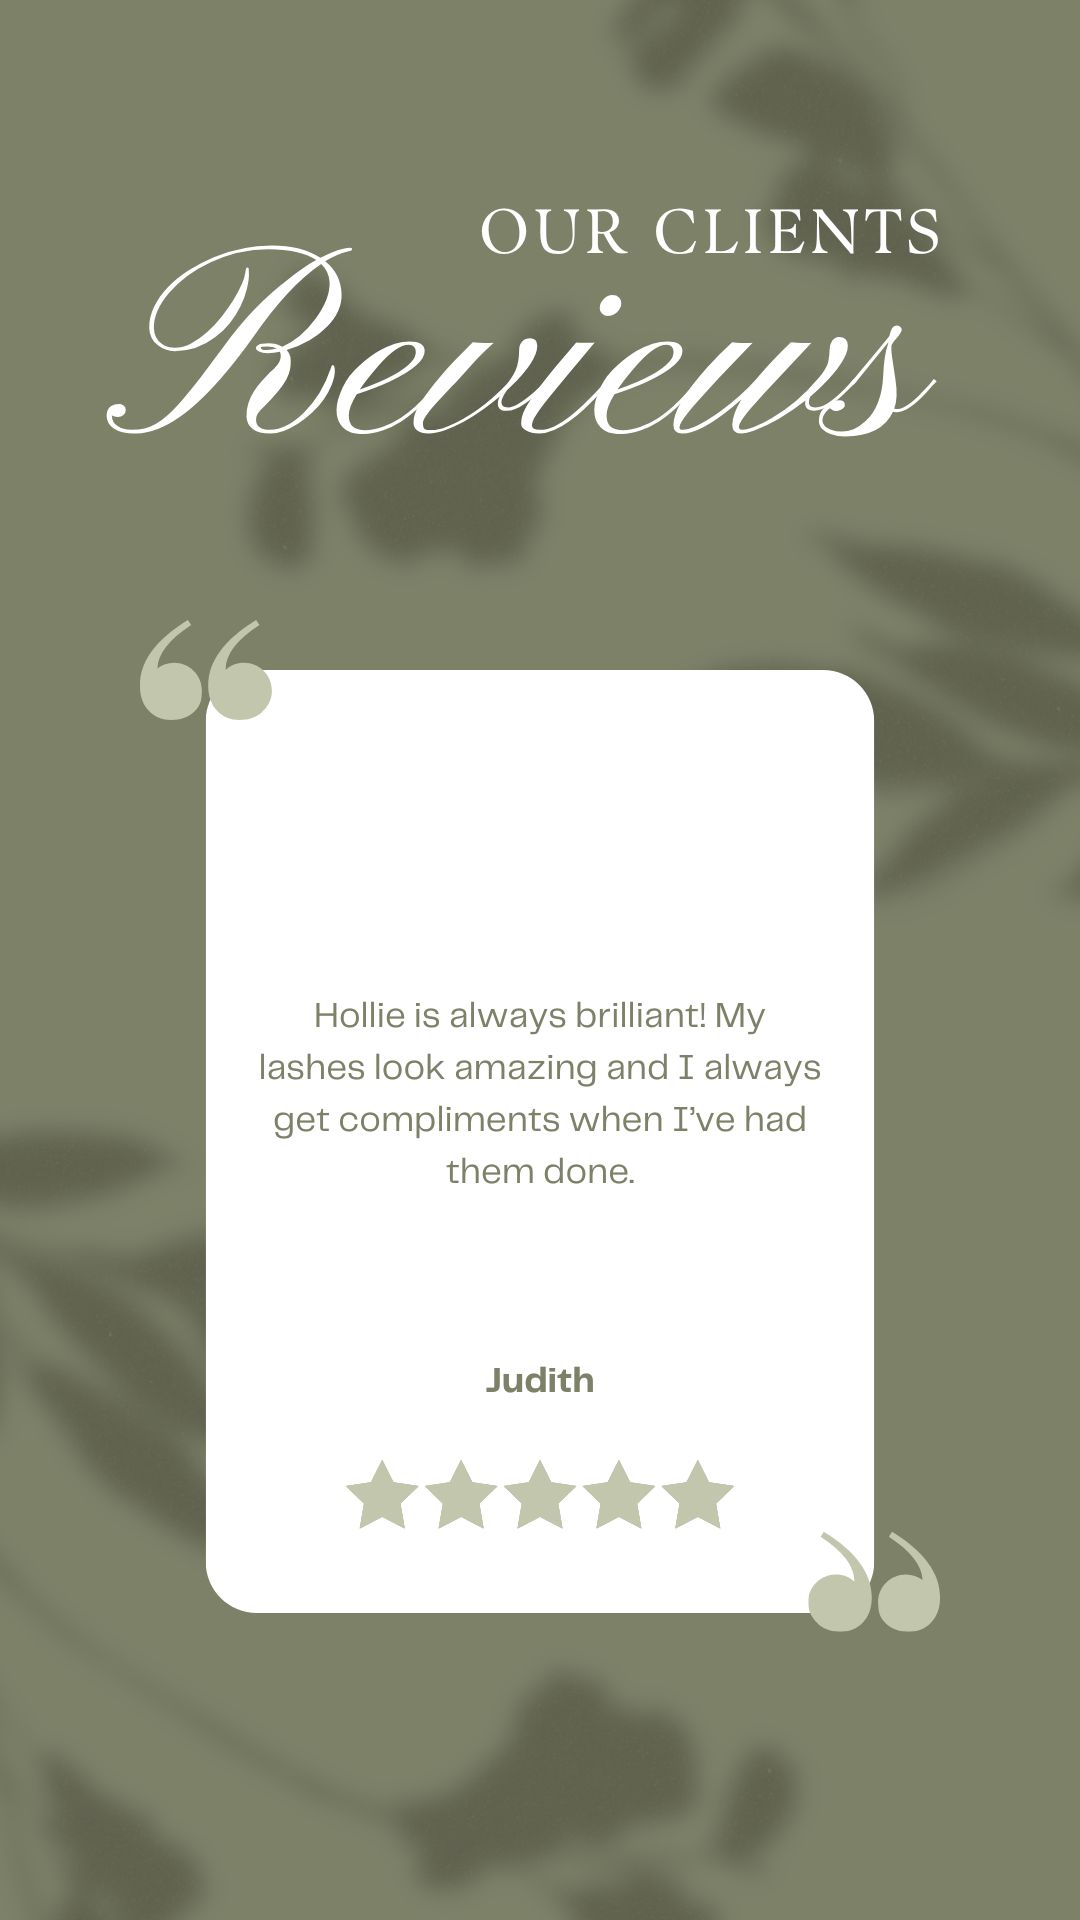 OUR CLIENTS
Reviews
Hollie is always brilliant! My
lashes look amazing and I always
get compliments when I’ve had
them done.
Judith